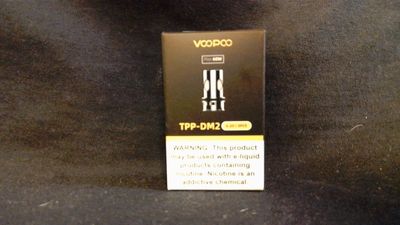 VOOPOO
TPP-DM2
WARNING: This product
may be used with e-liquid
products containing
nicotine. Nicotine is an
addictive chemical.